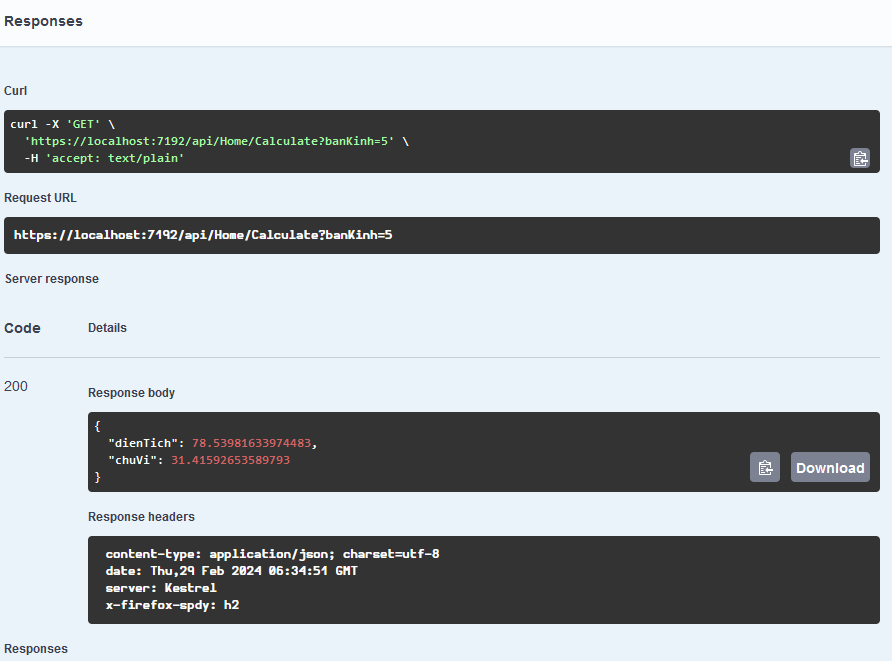 Responses
Curl
curl -X 'GET' \
  'https://localhost:7192/api/Home/Calculate?banKinh=5' \
  -H 'accept: text/plain'
Request URL
https://localhost:7192/api/Home/Calculate?banKinh=5
Server response
Code Details
200
Response body
{
  "dienTich": 78.53981633974483,
  "chuVi": 31.41592653589793
}
Download
Response headers
content-type: application/json; charset=utf-8
date: Thu,29 Feb 2024 06:34:51 GMT
server: Kestrel
x-firefox-spdy: h2
Responses